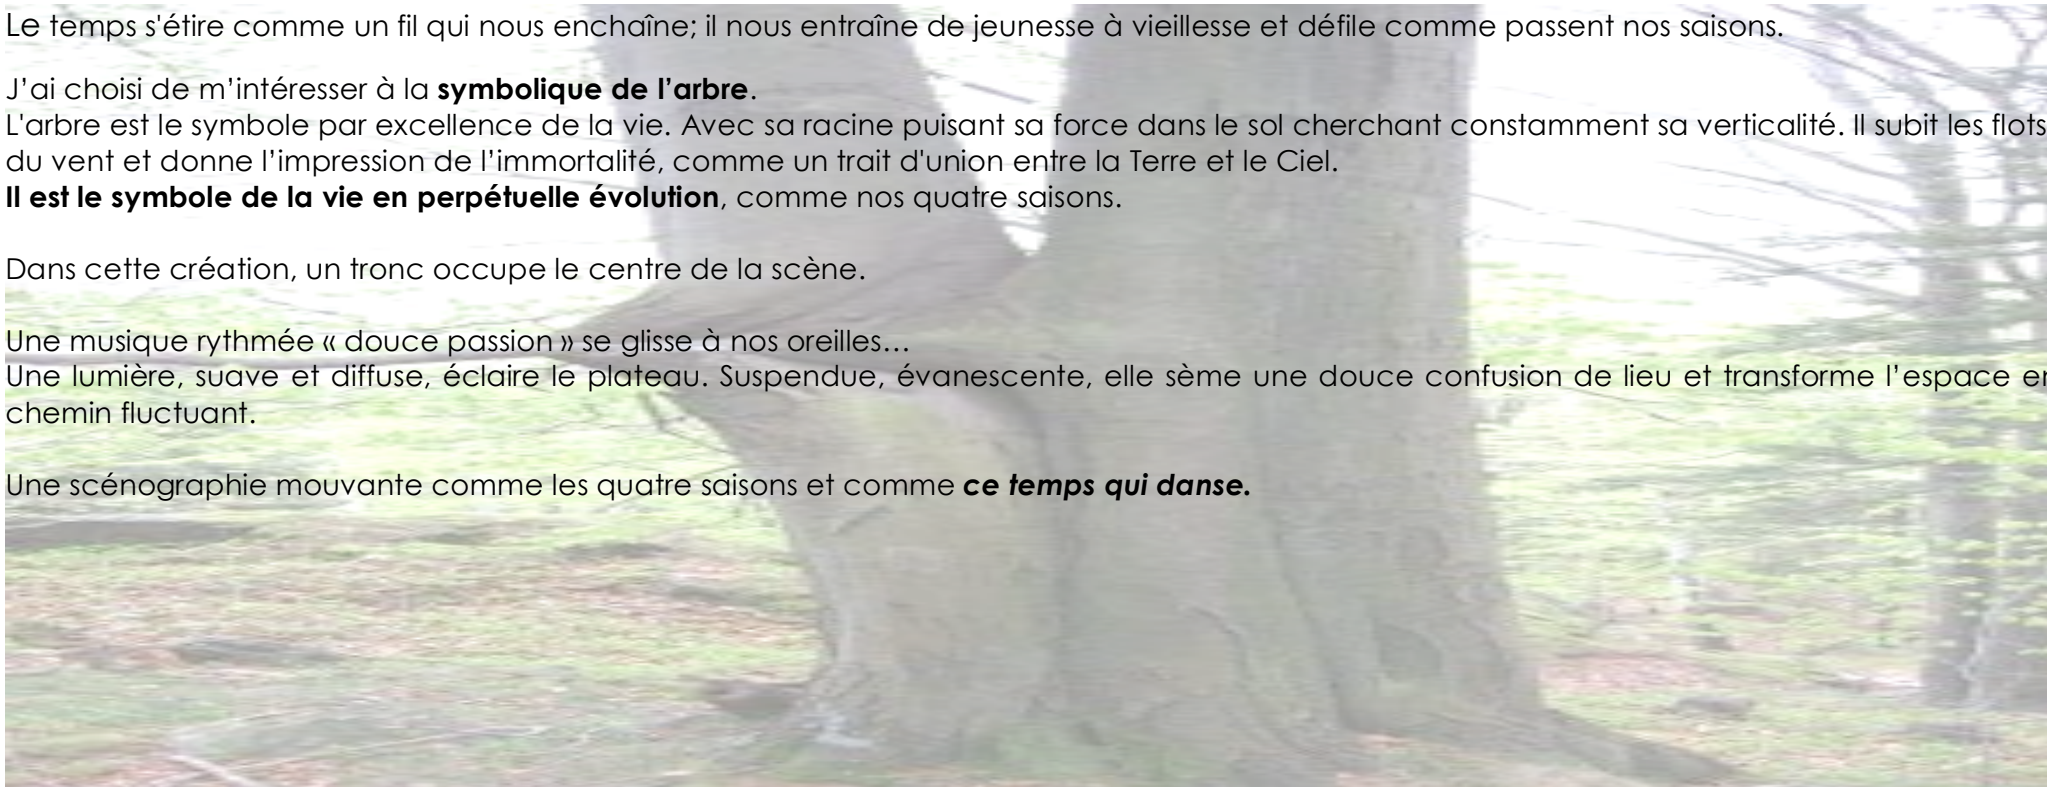 Le temps s'étire comme un fil qui nous enchaîne; il nous entraîne de jeunesse à vieillesse et défile comme passent nos saisons.
J’ai choisi de m’intéresser à la symbolique de l’arbre.
L'arbre est le symbole par excellence de la vie. Avec sa racine puisant sa force dans le sol cherchant constamment sa verticalité. Il subit les flots
du vent et donne l’impression de l’immortalité, comme un trait d'union entre la Terre et le Ciel.
Il est le symbole de la vie en perpétuelle évolution, comme nos quatre saisons.
Dans cette création, un tronc occupe le centre de la scène.
Une musique rythmée « douce passion » se glisse à nos oreilles…
Une lumière, suave et diffuse, éclaire le plateau. Suspendue, évanescente, elle sème une douce confusion de lieu et transforme l’espace en
chemin fluctuant.
Une scénographie mouvante comme les quatre saisons et comme ce temps qui danse.